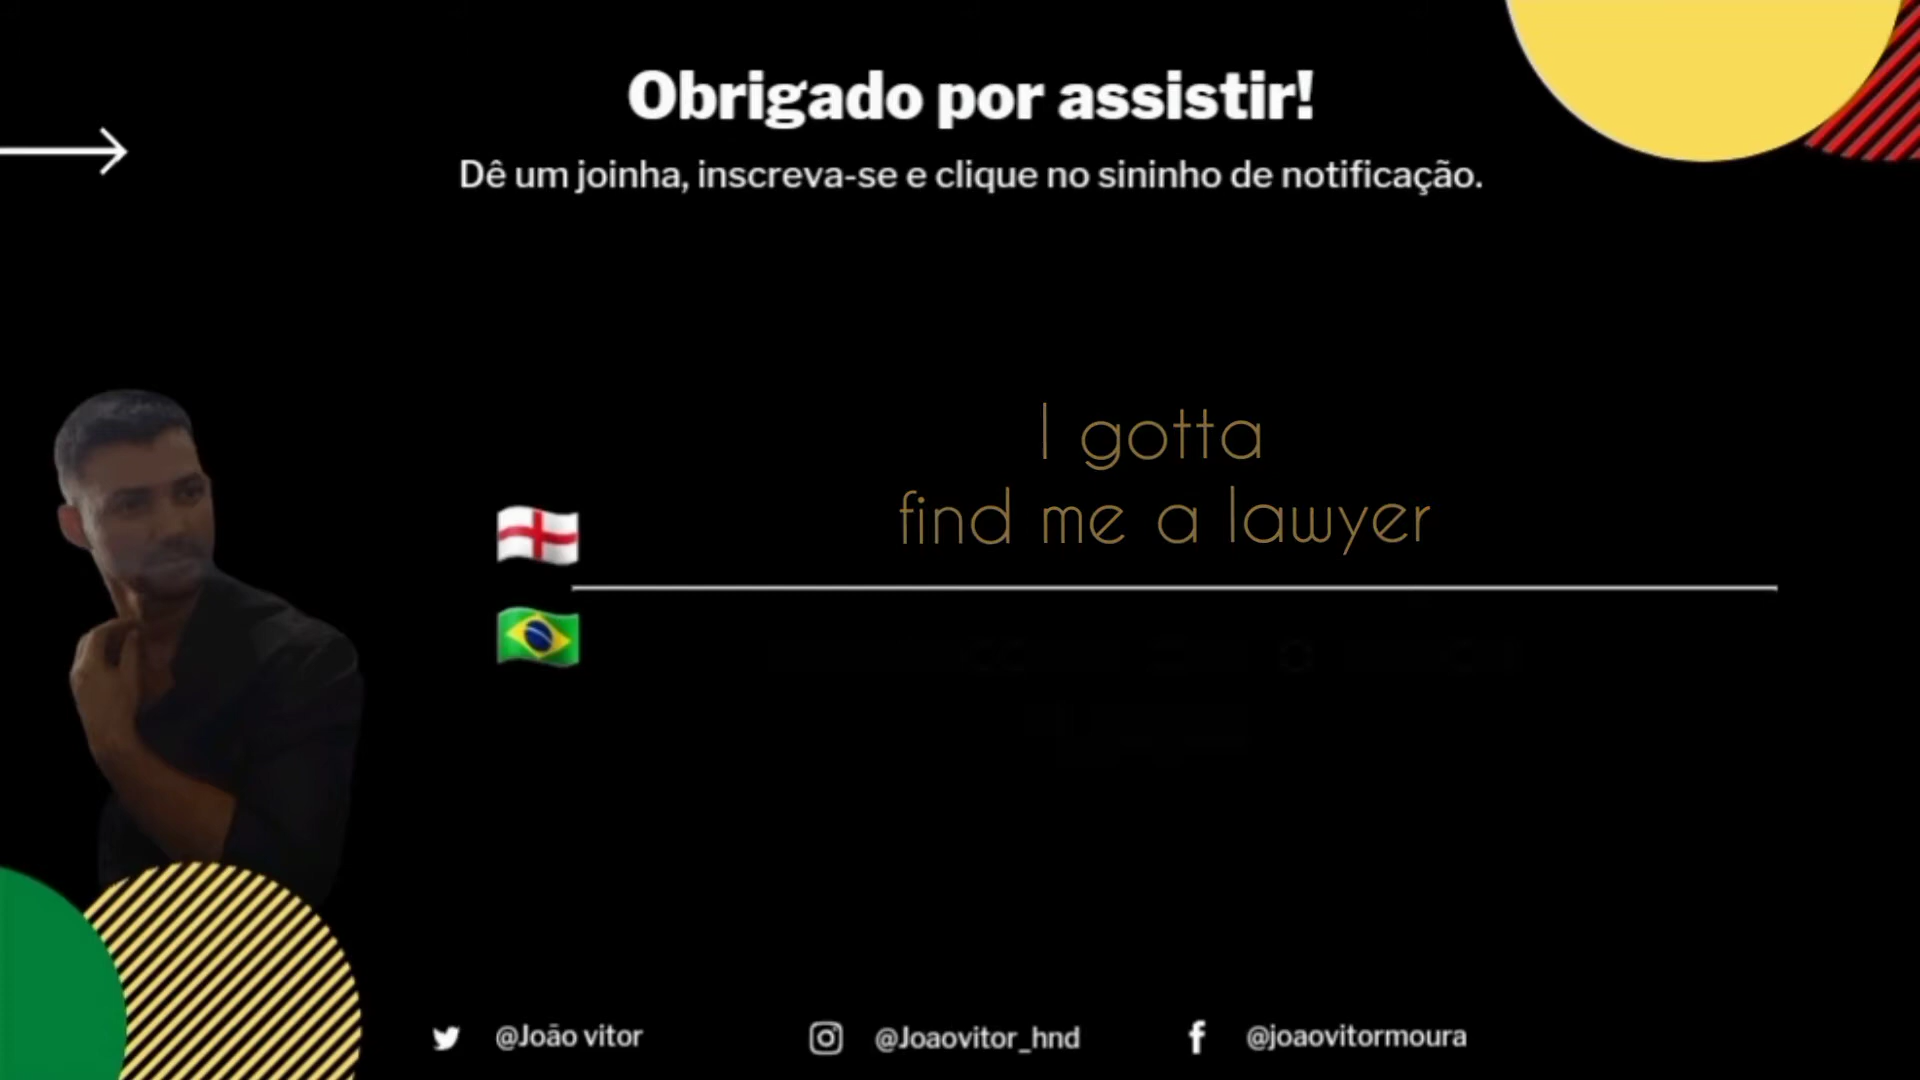 Obrigado por assistir!
Dê um joinha, inscreva-se e clique no sininho de notificação.
I gotta
find me a lawyer
@João vitor
@Joaovitor_hnd
@joaovitormoura